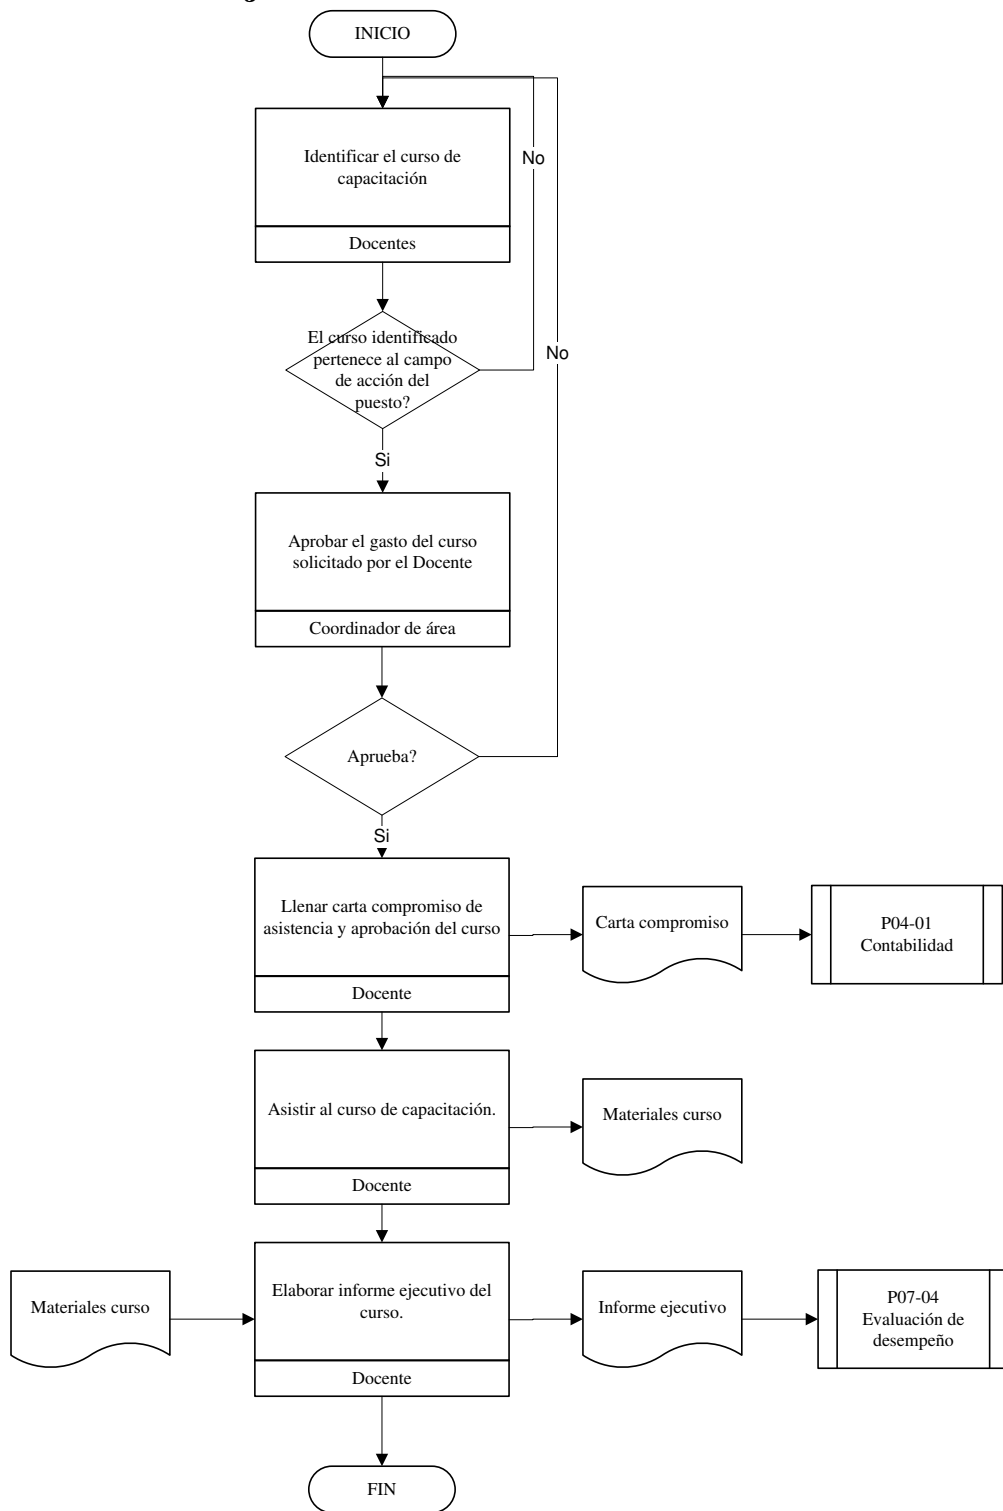 INICIO
Identificar el curso de
capacitación
No
Docentes
El curso identificado
pertenece al campo
de acción del
puesto?
No
Si
Aprobar el gasto del curso
solicitado por el Docente
Coordinador de área
Aprueba?
Si
Llenar carta compromiso de
asistencia y aprobación del curso
Docente
Carta compromiso
P04-01
Contabilidad
Asistir al curso de capacitación.
Docente
Materiales curso
Materiales curso
Elaborar informe ejecutivo del
curso.
Docente
Informe ejecutivo
P07-04
Evaluación de
desempeño
FIN